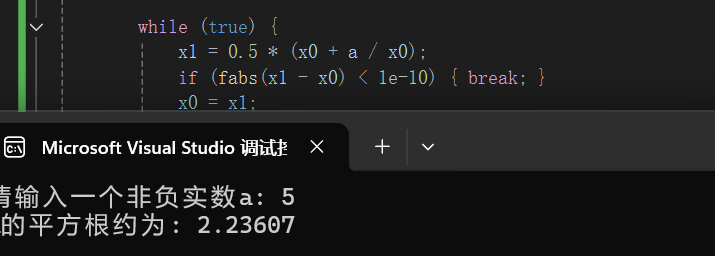 while (true) {
x1 = 0.5 * (x0 + a / x0);
if (fabs(x1 - x0) < 1e-10) { break; }
x0 = x1;
Microsoft Visual Studio 调试
输入一个非负实数a: 5
的平方根约为: 2.23607